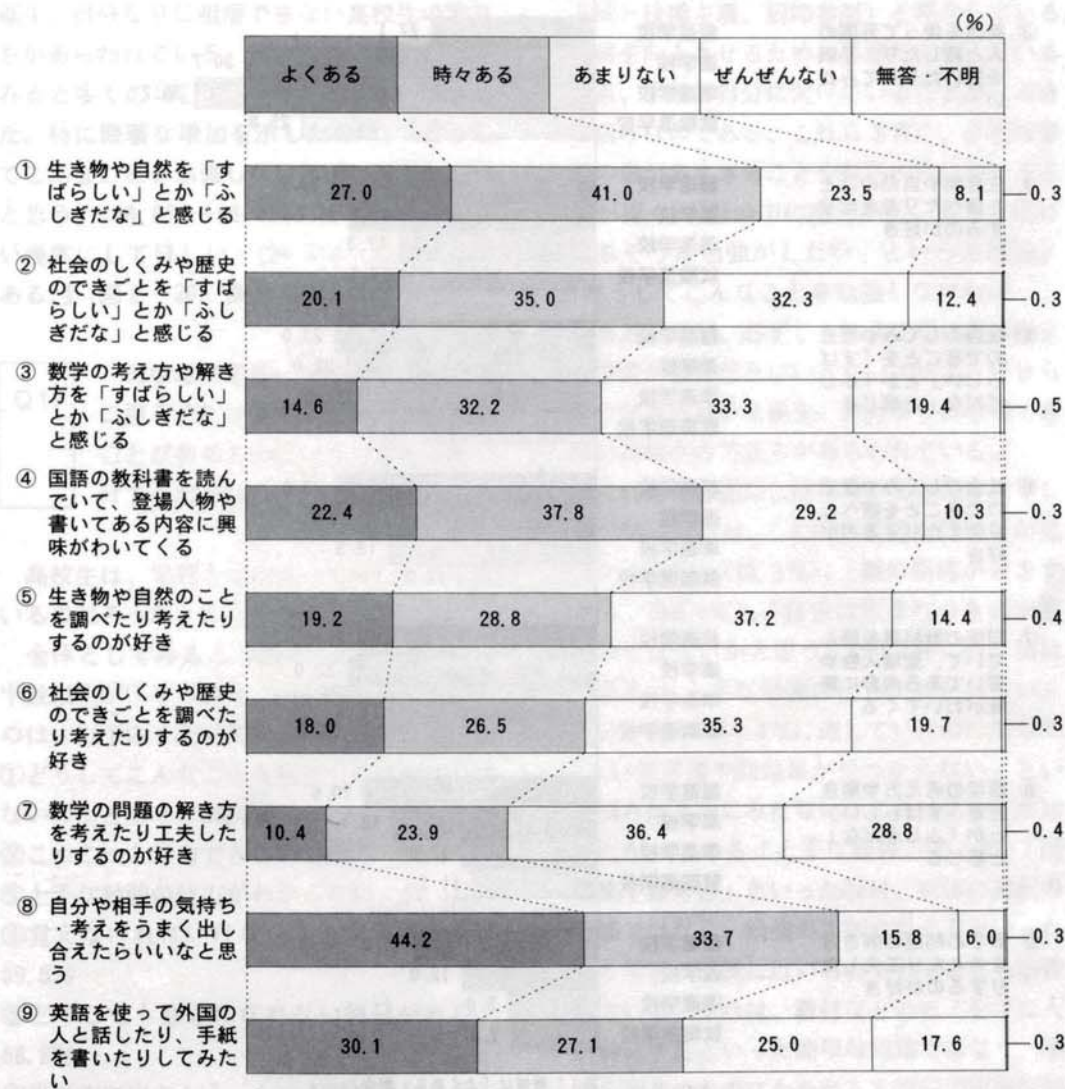 (%)
よくある 時々ある あまりない ぜんぜんない 無答・不明
① 生き物や自然を「す
ばらしい」とか「ふ
しぎだな」と感じる
27.0 41.0 23.5 8.1 0.3
② 社会のしくみや歴史
のできごとを「すば
らしい」とか「ふし
ぎだな」と感じる
20.1 35.0 32.3 12.4 0.3
③ 数学の考え方や解き
方を「すばらしい」
とか「ふしぎだな」
と感じる
14.6 32.2 33.3 19.4 0.5
④ 国語の教科書を読ん
でいて、登場人物や
書いてある内容に興
味がわいてくる
22.4 37.8 29.2 10.3 0.3
⑤ 生き物や自然のこと
を調べたり考えたり
するのが好き
19.2 28.8 37.2 14.4 0.4
⑥ 社会のしくみや歴史
のできごとを調べた
り考えたりするのが
好き
18.0 26.5 35.3 19.7 0.3
⑦ 数学の問題の解き方
を考えたり工夫した
りするのが好き
10.4 23.9 36.4 28.8 0.4
⑧ 自分や相手の気持ち
・考えをうまく出し
合えたらいいなと思
う
44.2 33.7 15.8 6.0 0.3
⑨ 英語を使って外国の
人と話したり、手紙
を書いたりしてみた
い
30.1 27.1 25.0 17.6 0.3